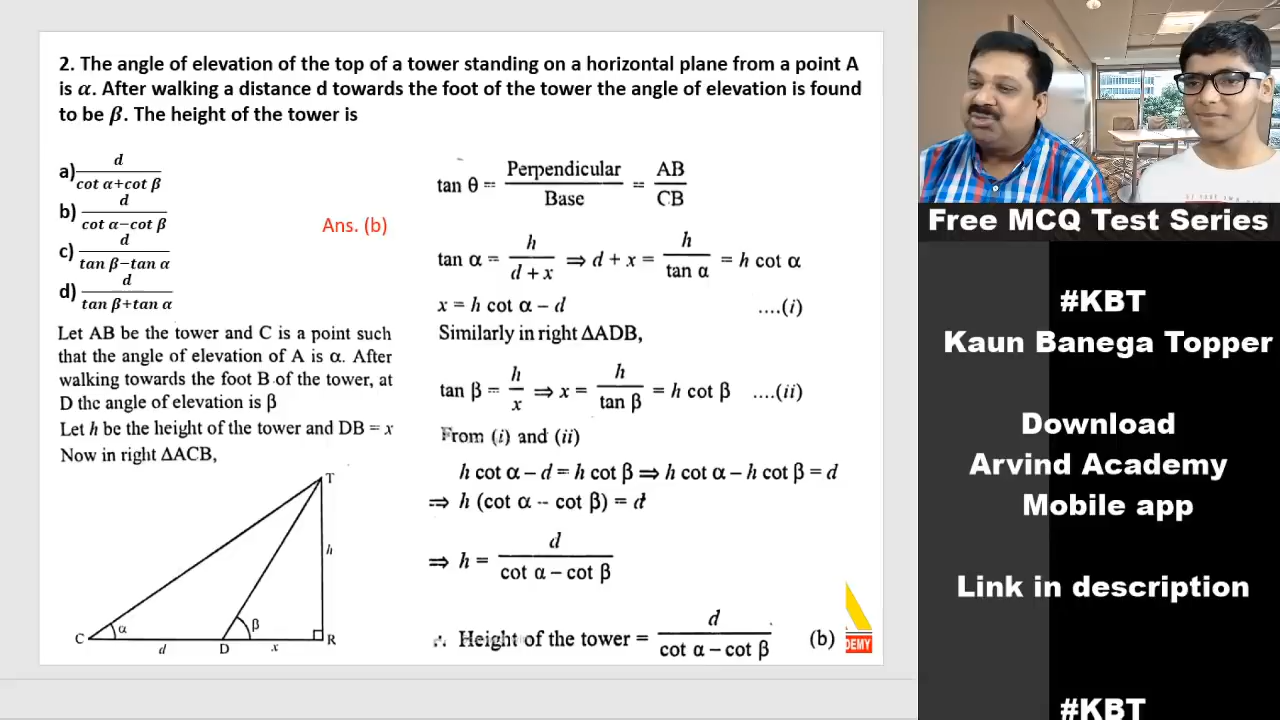 2. The angle of elevation of the top of a tower standing on a horizontal plane from a point A
is α. After walking a distance d towards the foot of the tower the angle of elevation is found
to be β. The height of the tower is
a) d / cot α+cot β
b) d / cot α−cot β
c) d / tan β−tan α
d) d / tan β+tan α
Ans. (b)
Let AB be the tower and C is a point such
that the angle of elevation of A is α. After
walking towards the foot B of the tower, at
D the angle of elevation is β
Let h be the height of the tower and DB = x
Now in right ΔACB,
T
h
C
α
d
D
β
x
R
tan θ = Perpendicular / Base = AB / CB
tan α = h / d + x ⇒ d + x = h / tan α = h cot α
x = h cot α − d ....(i)
Similarly in right ΔADB,
tan β = h / x ⇒ x = h / tan β = h cot β ....(ii)
From (i) and (ii)
h cot α − d = h cot β ⇒ h cot α − h cot β = d
⇒ h (cot α − cot β) = d
⇒ h = d / cot α − cot β
∴ Height of the tower = d / cot α − cot β (b)
DEMY
Free MCQ Test Series
#KBT
Kaun Banega Topper
Download
Arvind Academy
Mobile app
Link in description
#KBT